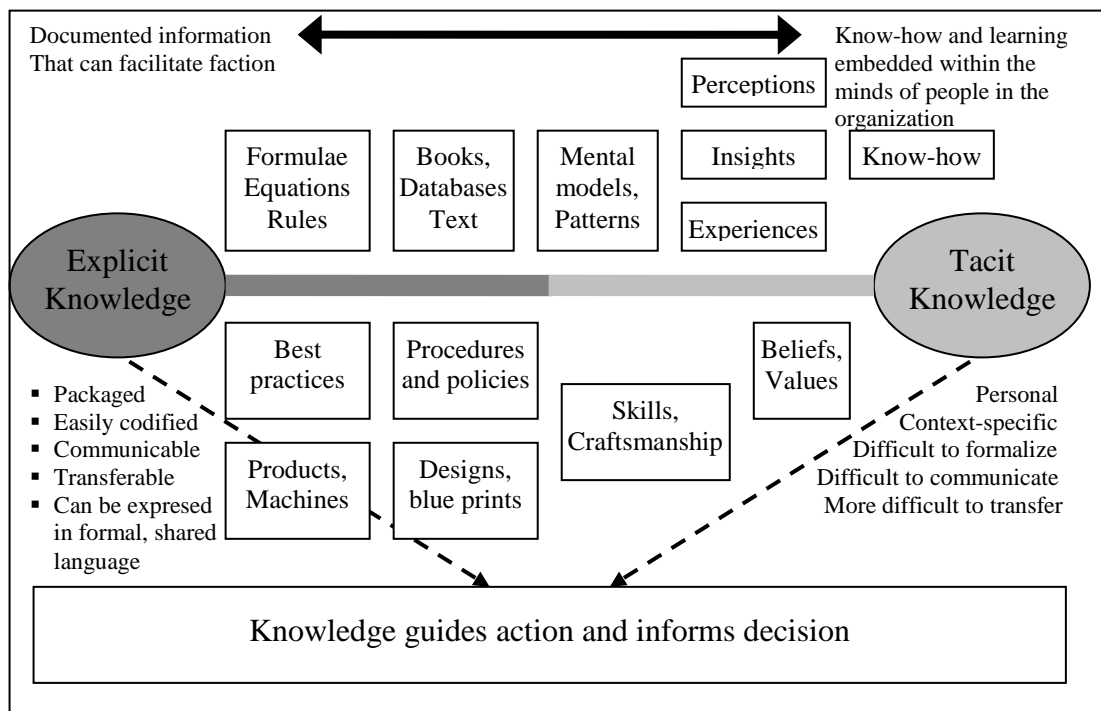 Documented information
That can facilitate faction
Know-how and learning
embedded within the
minds of people in the
organization
Perceptions
Formulae
Equations
Rules
Books,
Databases
Text
Mental
models,
Patterns
Insights
Know-how
Experiences
Explicit
Knowledge
Tacit
Knowledge
Best
practices
Procedures
and policies
Beliefs,
Values
Skills,
Craftsmanship
Products,
Machines
Designs,
blue prints
▪ Packaged
▪ Easily codified
▪ Communicable
▪ Transferable
▪ Can be expresed
in formal, shared
language
Personal
Context-specific
Difficult to formalize
Difficult to communicate
More difficult to transfer
Knowledge guides action and informs decision